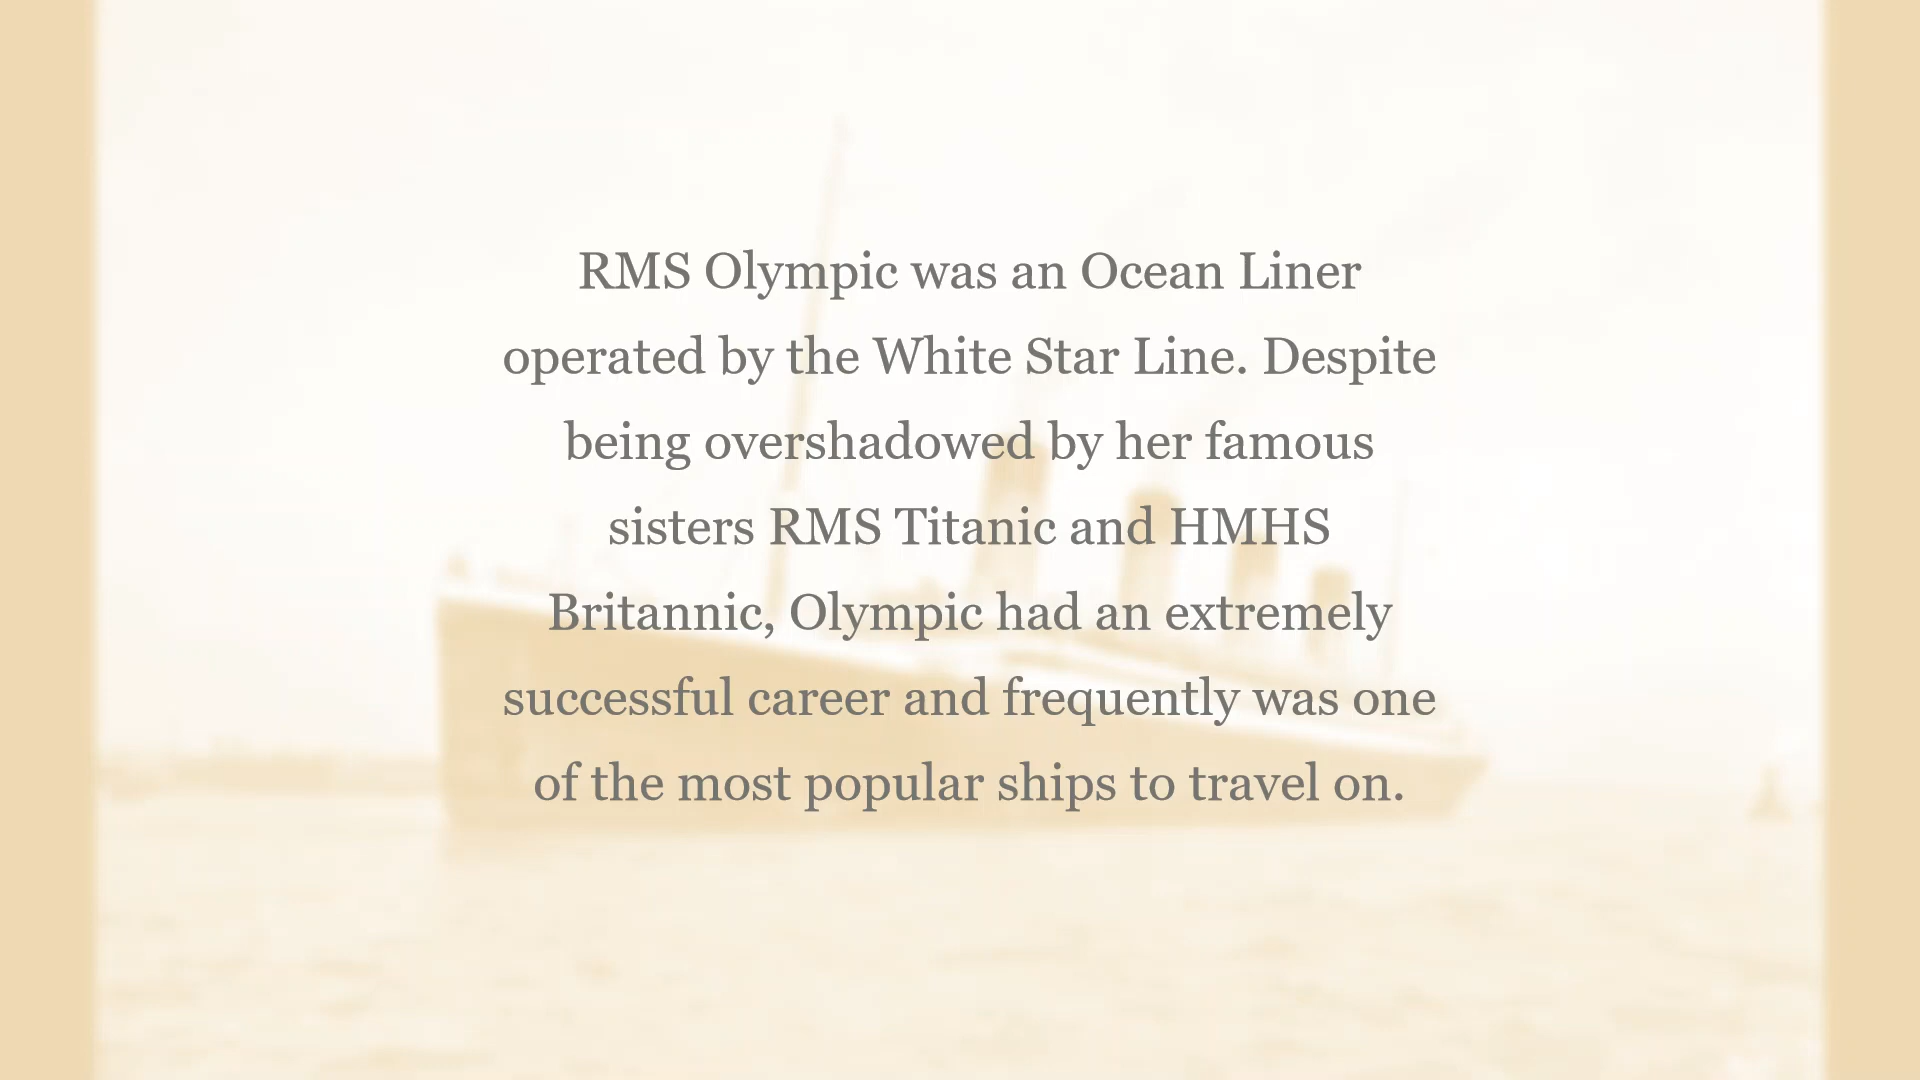 RMS Olympic was an Ocean Liner
operated by the White Star Line. Despite
being overshadowed by her famous
sisters RMS Titanic and HMHS
Britannic, Olympic had an extremely
successful career and frequently was one
of the most popular ships to travel on.